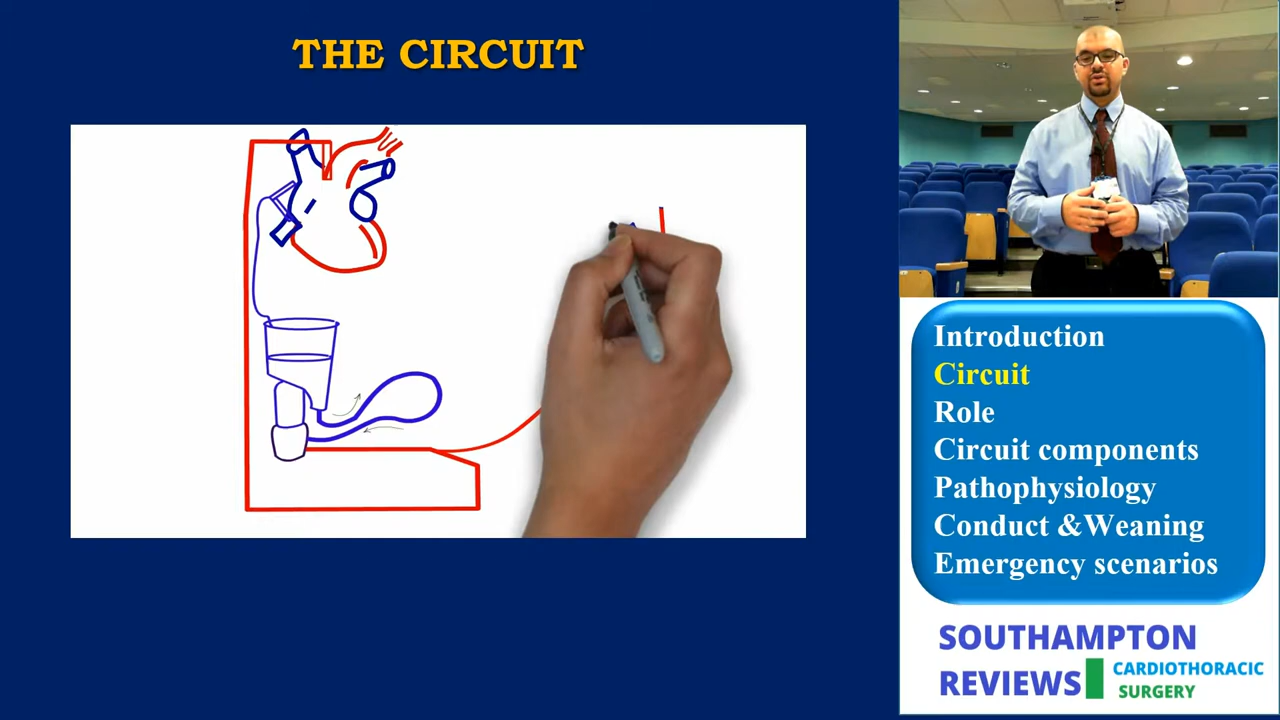 THE CIRCUIT
Introduction
Circuit
Role
Circuit components
Pathophysiology
Conduct &Weaning
Emergency scenarios
SOUTHAMPTON
REVIEWS
CARDIOTHORACIC
SURGERY